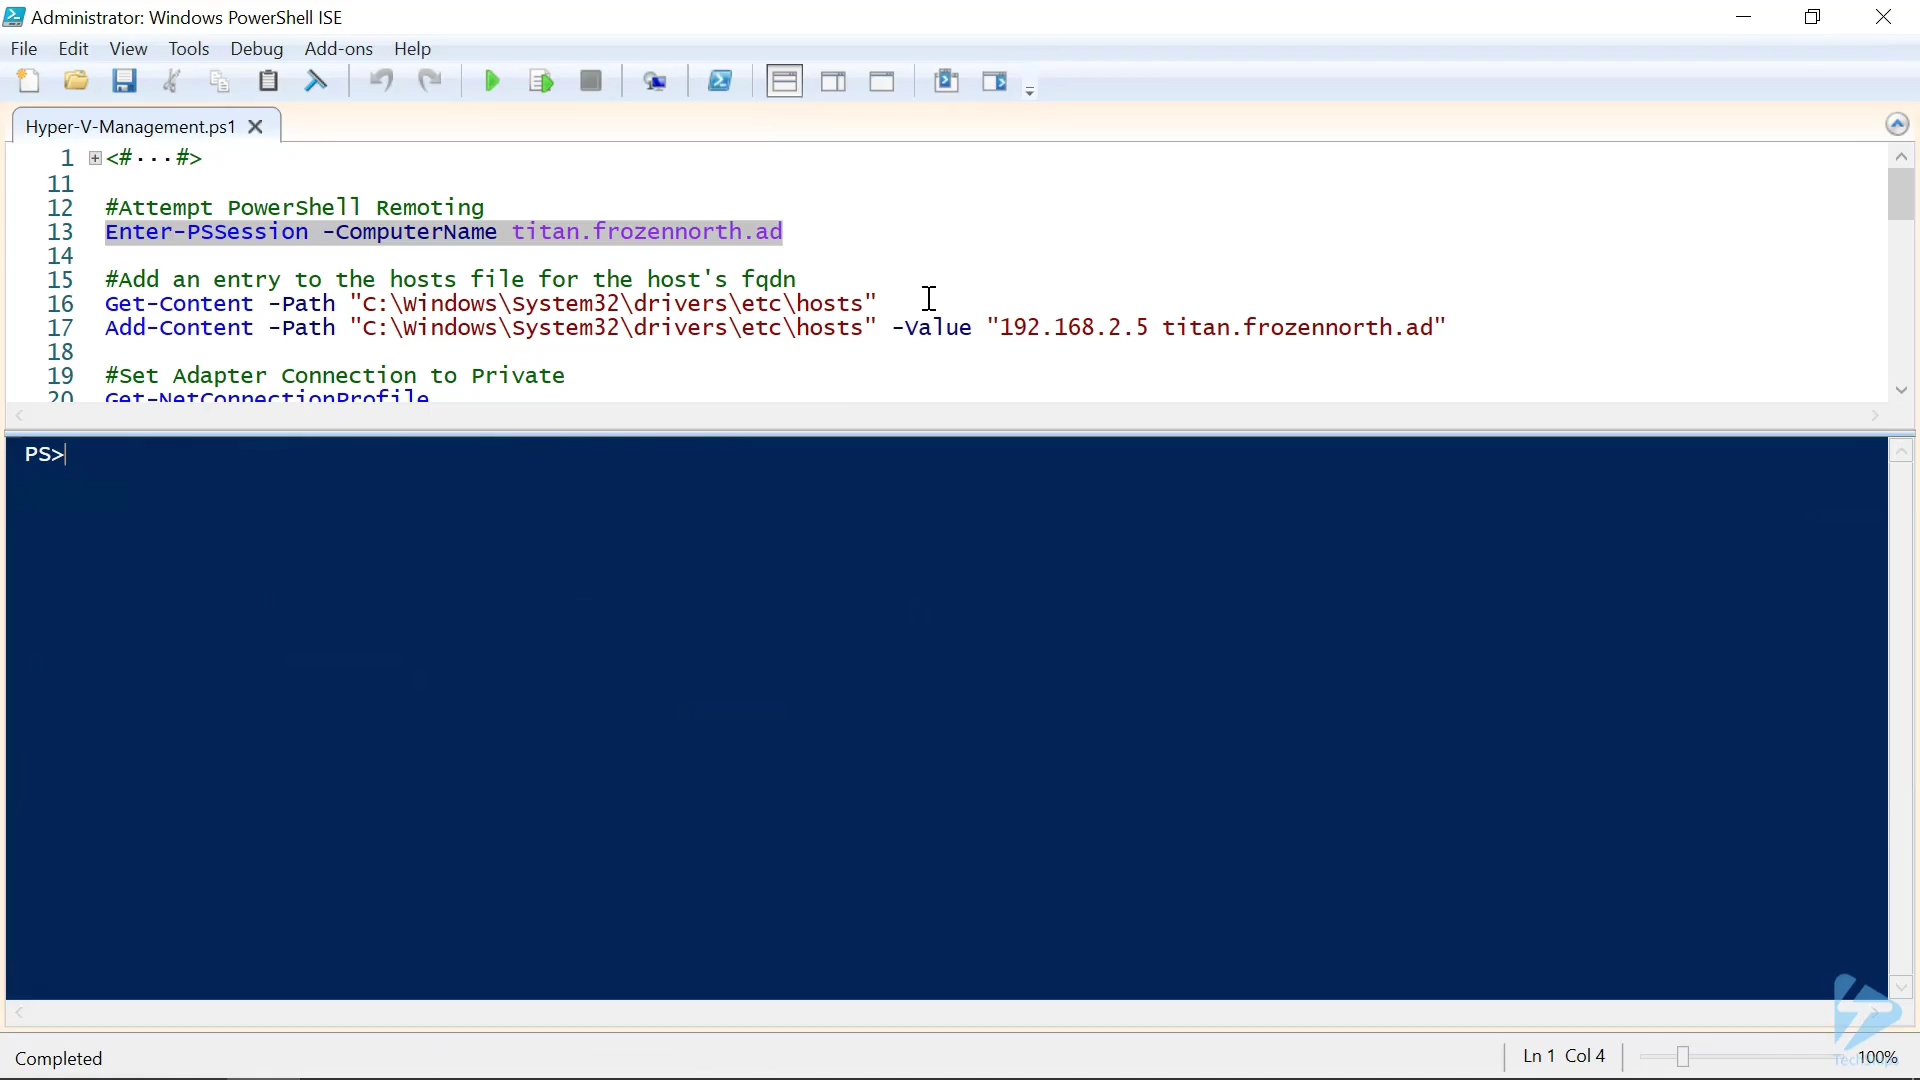 Administrator: Windows PowerShell ISE
File Edit View Tools Debug Add-ons Help
Hyper-V-Management.ps1
1 <#...#>
11
12 #Attempt PowerShell Remoting
13 Enter-PSSession -ComputerName titan.frozennorth.ad
14
15 #Add an entry to the hosts file for the host's fqdn
16 Get-Content -Path "C:\Windows\System32\drivers\etc\hosts"
17 Add-Content -Path "C:\Windows\System32\drivers\etc\hosts" -Value "192.168.2.5 titan.frozennorth.ad"
18
19 #Set Adapter Connection to Private
20 Get-NetConnectionProfile
PS>
Completed
Ln 1 Col 4
100%